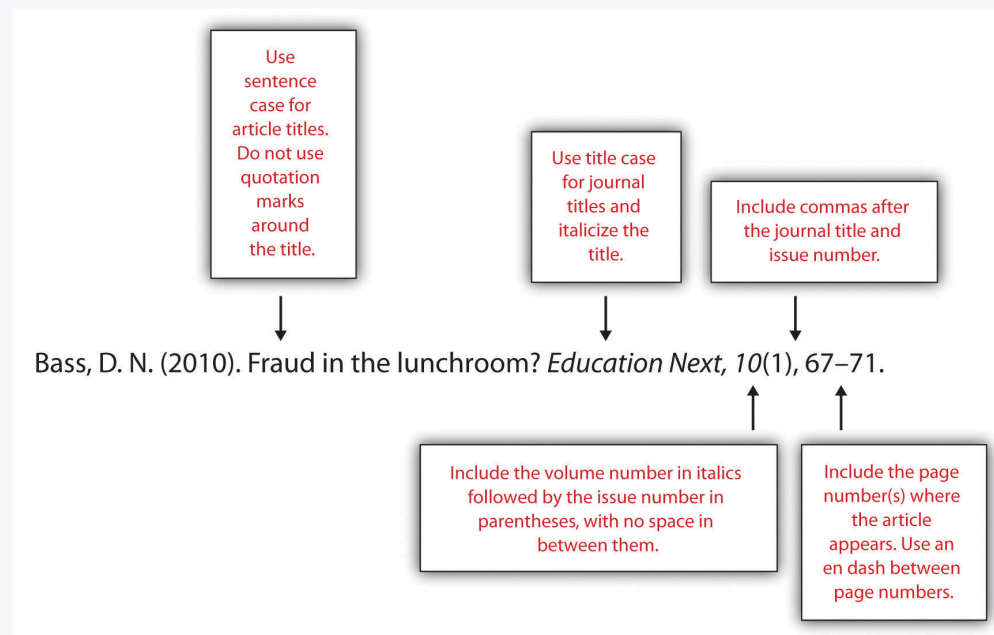 Use
sentence
case for
article titles.
Do not use
quotation
marks
around
the title.
Use title case
for journal
titles and
italicize the
title.
Include commas after
the journal title and
issue number.
Bass, D. N. (2010). Fraud in the lunchroom? Education Next, 10(1), 67–71.
Include the volume number in italics
followed by the issue number in
parentheses, with no space in
between them.
Include the page
number(s) where
the article
appears. Use an
en dash between
page numbers.